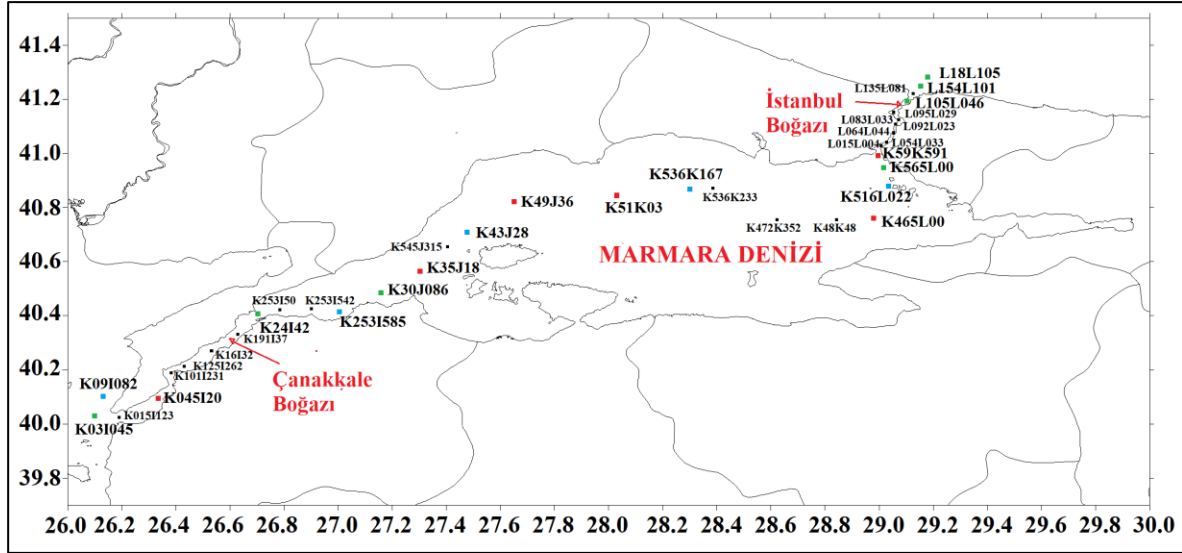 41.4
41.2
41.0
40.8
40.6
40.4
40.2
40.0
39.8
L18L105
L135L081
L154L101
İstanbul
Boğazı
L105L046
L095L029
L083L033
L092L023
L064L044
L015L004
L054L033
K59K591
K565L00
K536K167
K516L022
K536K233
K49J36
K51K03
K465L00
K472K352
K48K48
K43J28
K545J315
MARMARA DENİZİ
K35J18
K30J086
K253I50
K253I542
K24I42
K253I585
K191I37
K16I32
K125I262
K101I231
Çanakkale
Boğazı
K09I082
K045I20
K015I123
K03I045
26.0 26.2 26.4 26.6 26.8 27.0 27.2 27.4 27.6 27.8 28.0 28.2 28.4 28.6 28.8 29.0 29.2 29.4 29.6 29.8 30.0